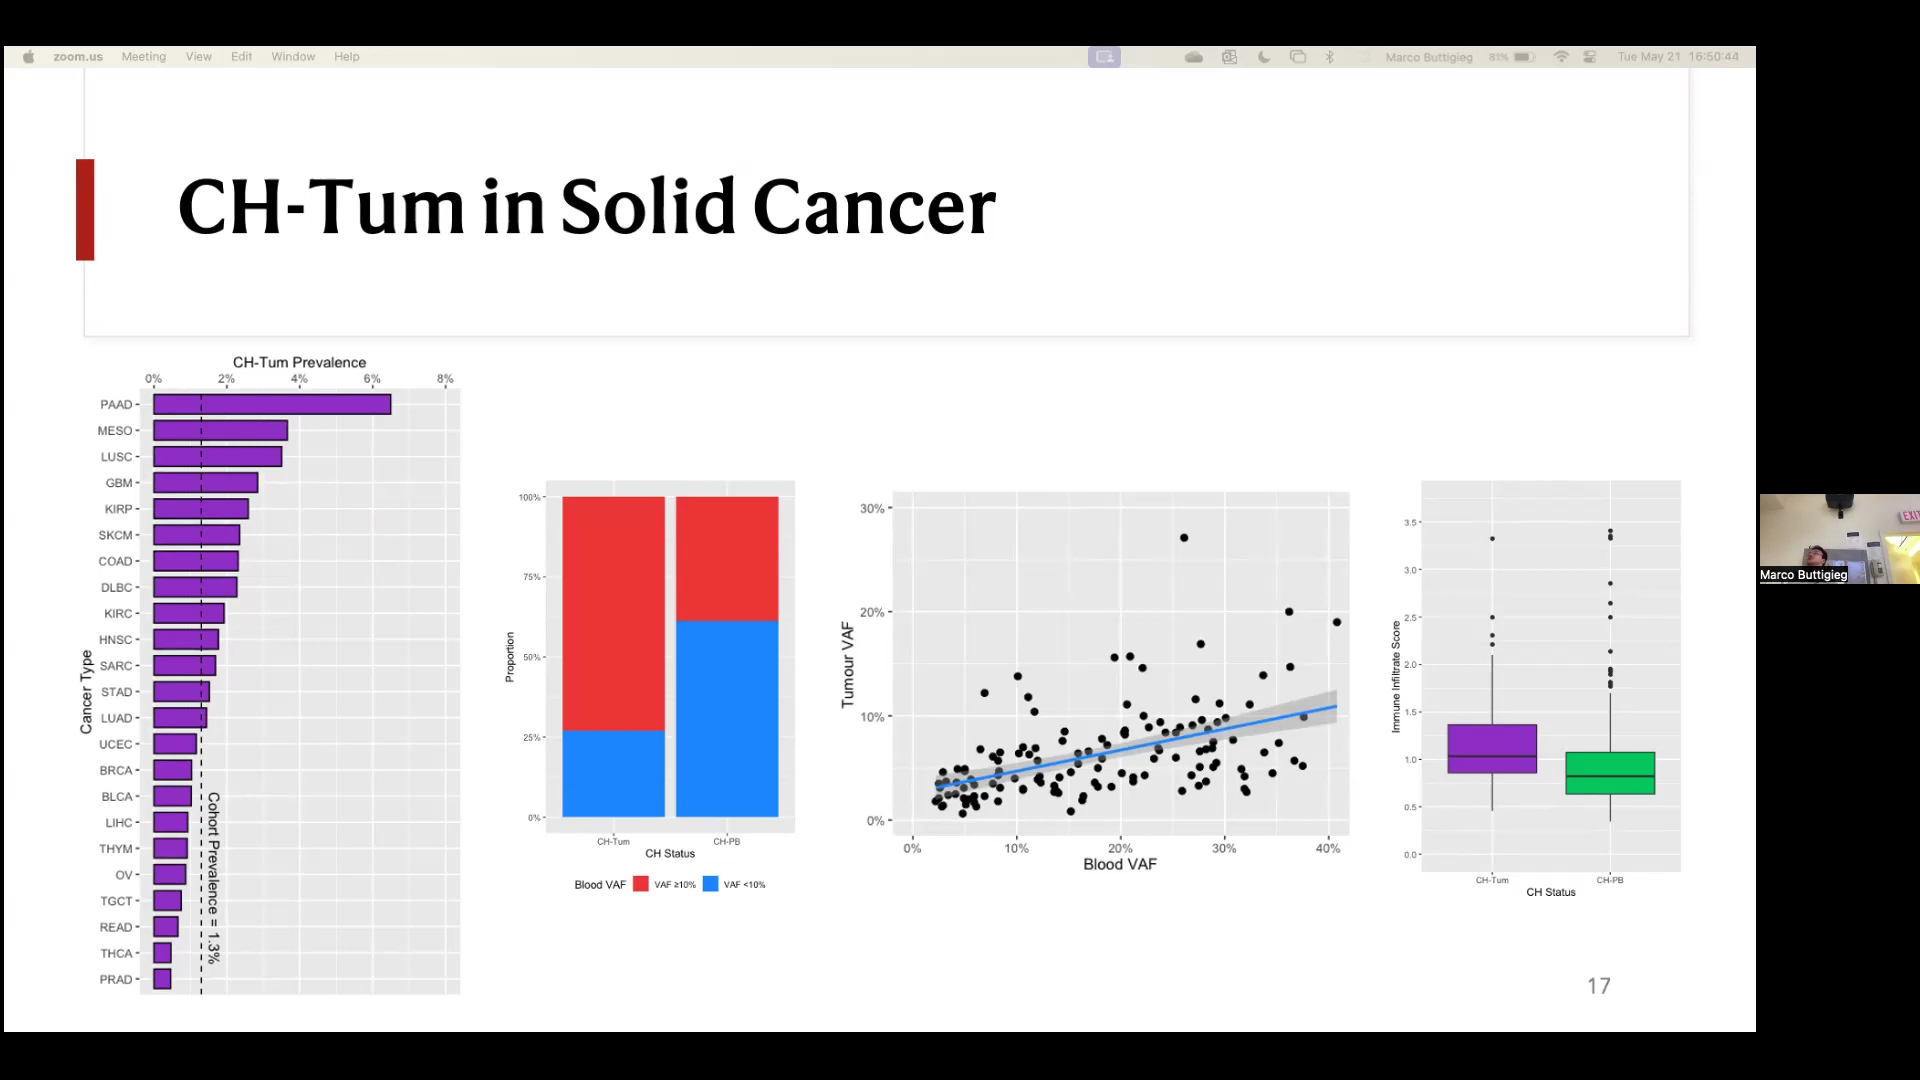 zoom.us Meeting View Edit Window Help Marco Buttigieg 81% Tue May 21 16:50:44
CH-Tum in Solid Cancer
CH-Tum Prevalence
0% 2% 4% 6% 8%
Cancer Type
PAAD
MESO
LUSC
GBM
KIRP
SKCM
COAD
DLBC
KIRC
HNSC
SARC
STAD
LUAD
UCEC
BRCA
BLCA
LIHC
THYM
OV
TGCT
READ
THCA
PRAD
Cohort Prevalence = 1.3%
Proportion
100%
75%
50%
25%
0%
CH-Tum CH-PB
CH Status
Blood VAF VAF ≥10% VAF <10%
Tumour VAF
30%
20%
10%
0%
0% 10% 20% 30% 40%
Blood VAF
Immune Infiltrate Score
3.5
3.0
2.5
2.0
1.5
1.0
0.5
0.0
CH-Tum CH-PB
CH Status
17
EXIT
Marco Buttigieg